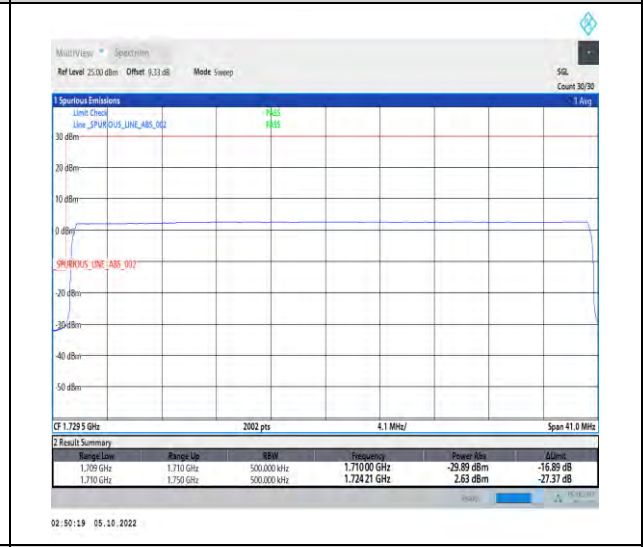 MultiView Spectrum
Ref Level 25.00 dBm Offset 9.33 dB Mode Sweep SGL
Count 30/30
1 Spurious Emissions 1 Avg
Limit Check PASS
Line _SPURIOUS_LINE_ABS_002 PASS
30 dBm
20 dBm
10 dBm
0 dBm
_SPURIOUS_LINE_ABS_002
-20 dBm
-30 dBm
-40 dBm
-50 dBm
CF 1.729 5 GHz 2002 pts 4.1 MHz/ Span 41.0 MHz
2 Result Summary
Range Low Range Up RBW Frequency Power Abs ΔLimit
1.709 GHz 1.710 GHz 500.000 kHz 1.710 00 GHz -29.89 dBm -16.89 dB
1.710 GHz 1.750 GHz 500.000 kHz 1.724 21 GHz 2.63 dBm -27.37 dB
02:50:19 05.10.2022